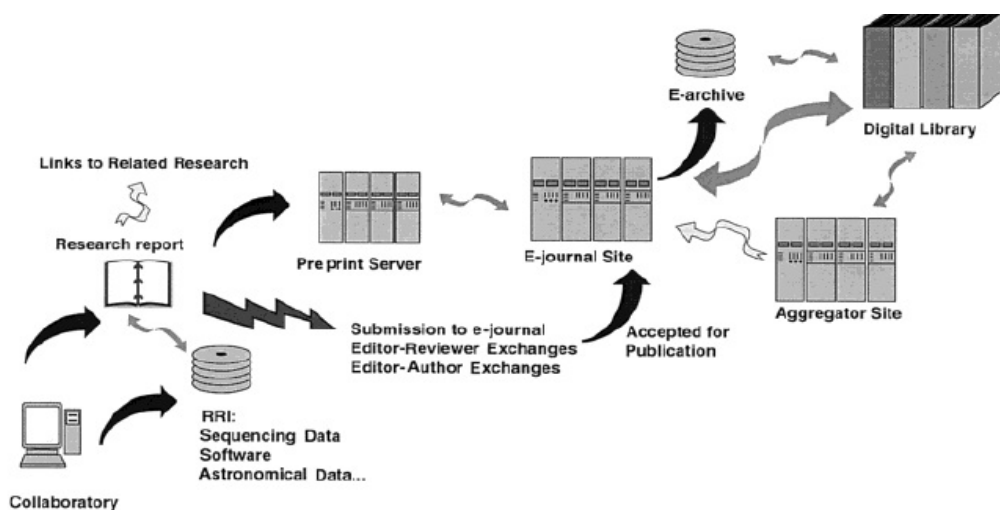 E-archive
Digital Library
Links to Related Research
Research report
Preprint Server
E-journal Site
Aggregator Site
Submission to e-journal
Editor-Reviewer Exchanges
Editor-Author Exchanges
Accepted for
Publication
RRI:
Sequencing Data
Software
Astronomical Data...
Collaboratory